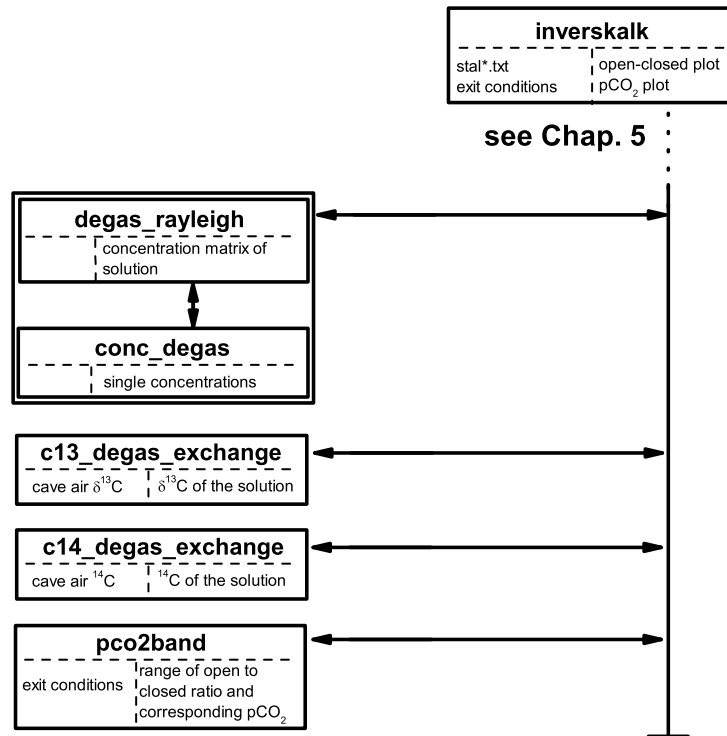 inverskalk
stal*.txt
exit conditions
open-closed plot
pCO₂ plot
see Chap. 5
degas_rayleigh
concentration matrix of
solution
conc_degas
single concentrations
c13_degas_exchange
cave air δ¹³C
δ¹³C of the solution
c14_degas_exchange
cave air ¹⁴C
¹⁴C of the solution
pco2band
exit conditions
range of open to
closed ratio and
corresponding pCO₂